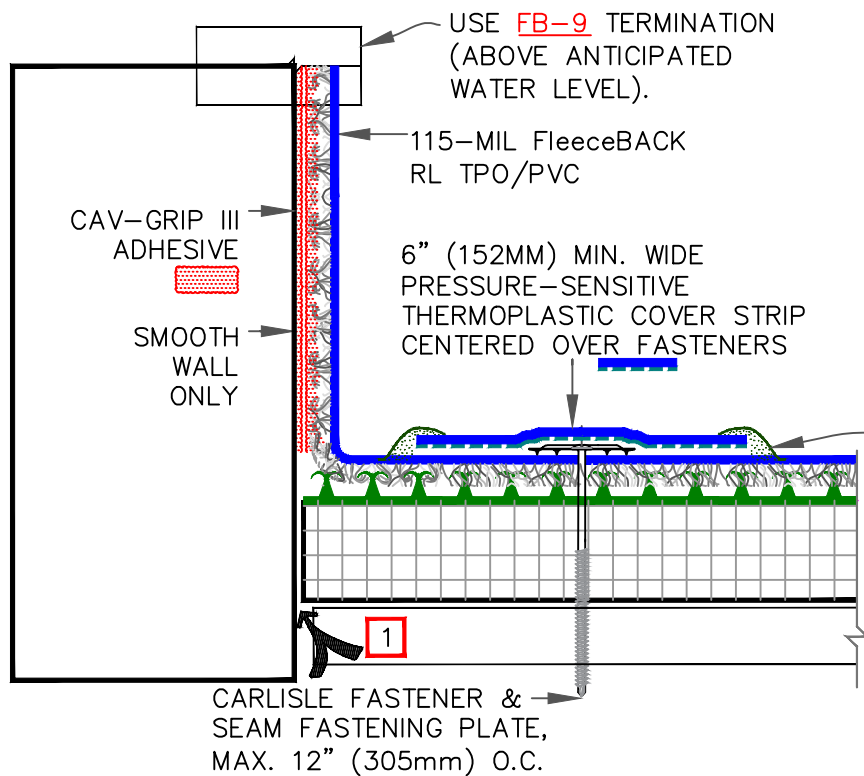 USE FB-9 TERMINATION
(ABOVE ANTICIPATED
WATER LEVEL).
115-MIL FleeceBACK
RL TPO/PVC
CAV-GRIP III
ADHESIVE
6" (152MM) MIN. WIDE
PRESSURE-SENSITIVE
THERMOPLASTIC COVER STRIP
CENTERED OVER FASTENERS
SMOOTH
WALL
ONLY
1
CARLISLE FASTENER &
SEAM FASTENING PLATE,
MAX. 12" (305mm) O.C.